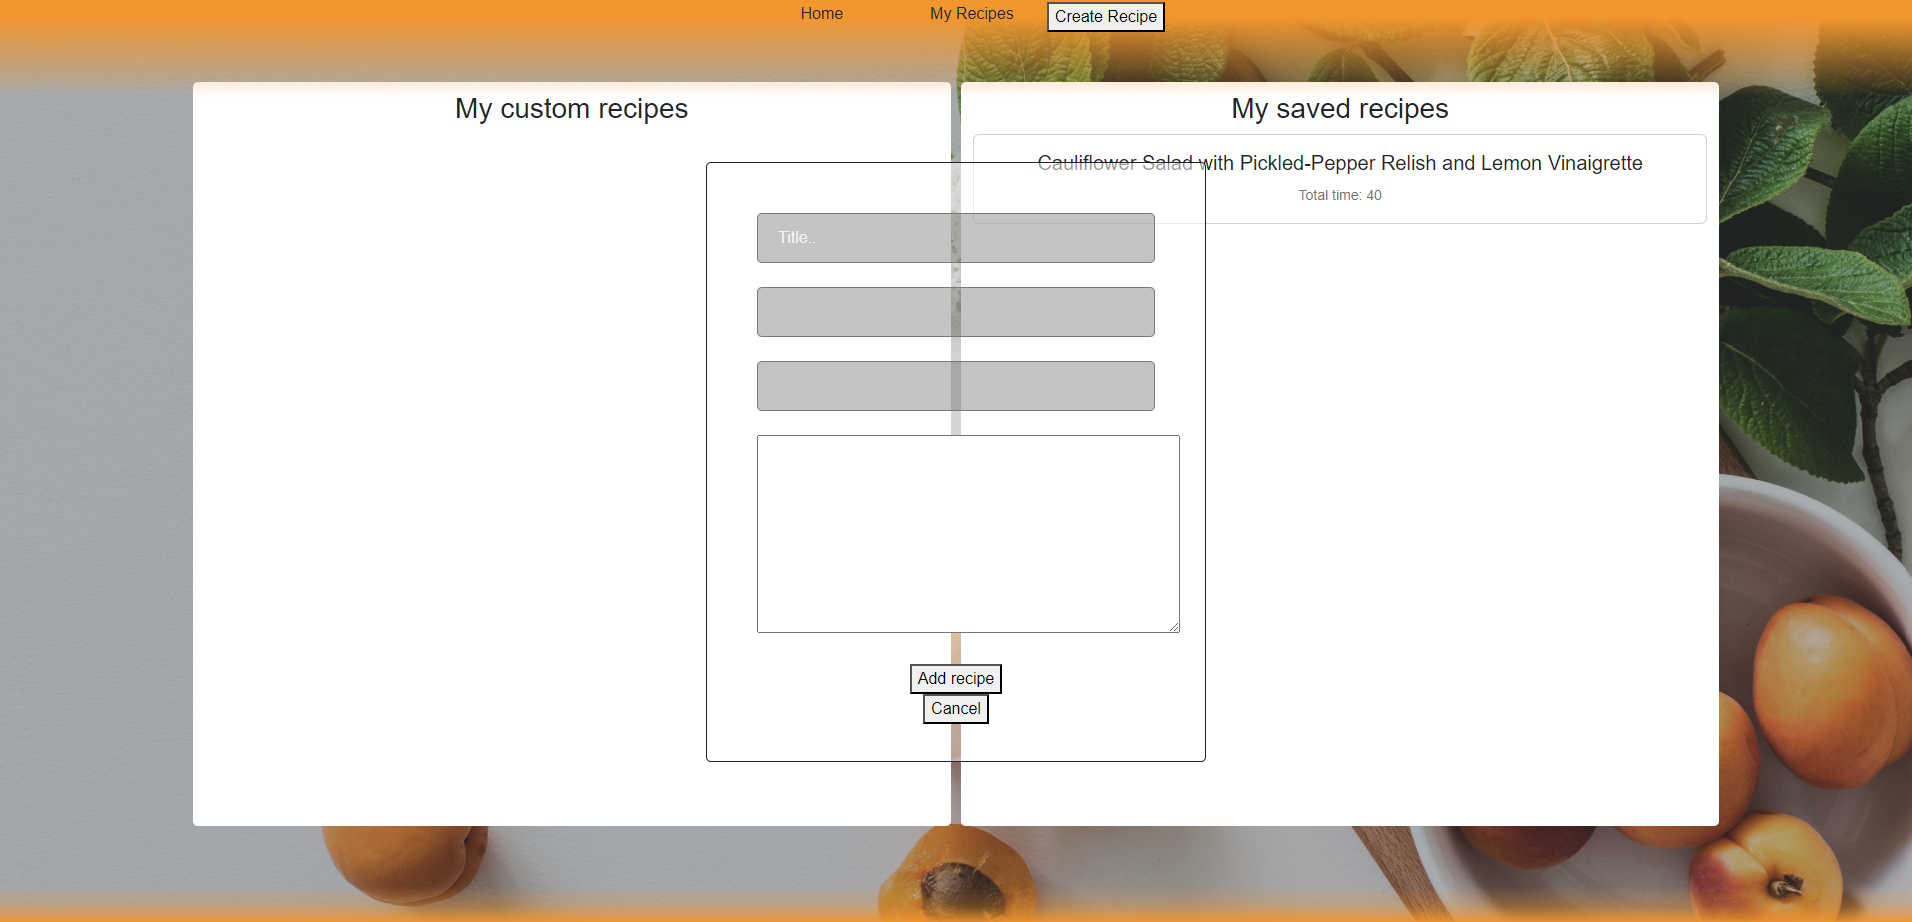 Home
My Recipes
Create Recipe
My custom recipes
My saved recipes
Cauliflower Salad with Pickled-Pepper Relish and Lemon Vinaigrette
Total time: 40
Title..
Add recipe
Cancel